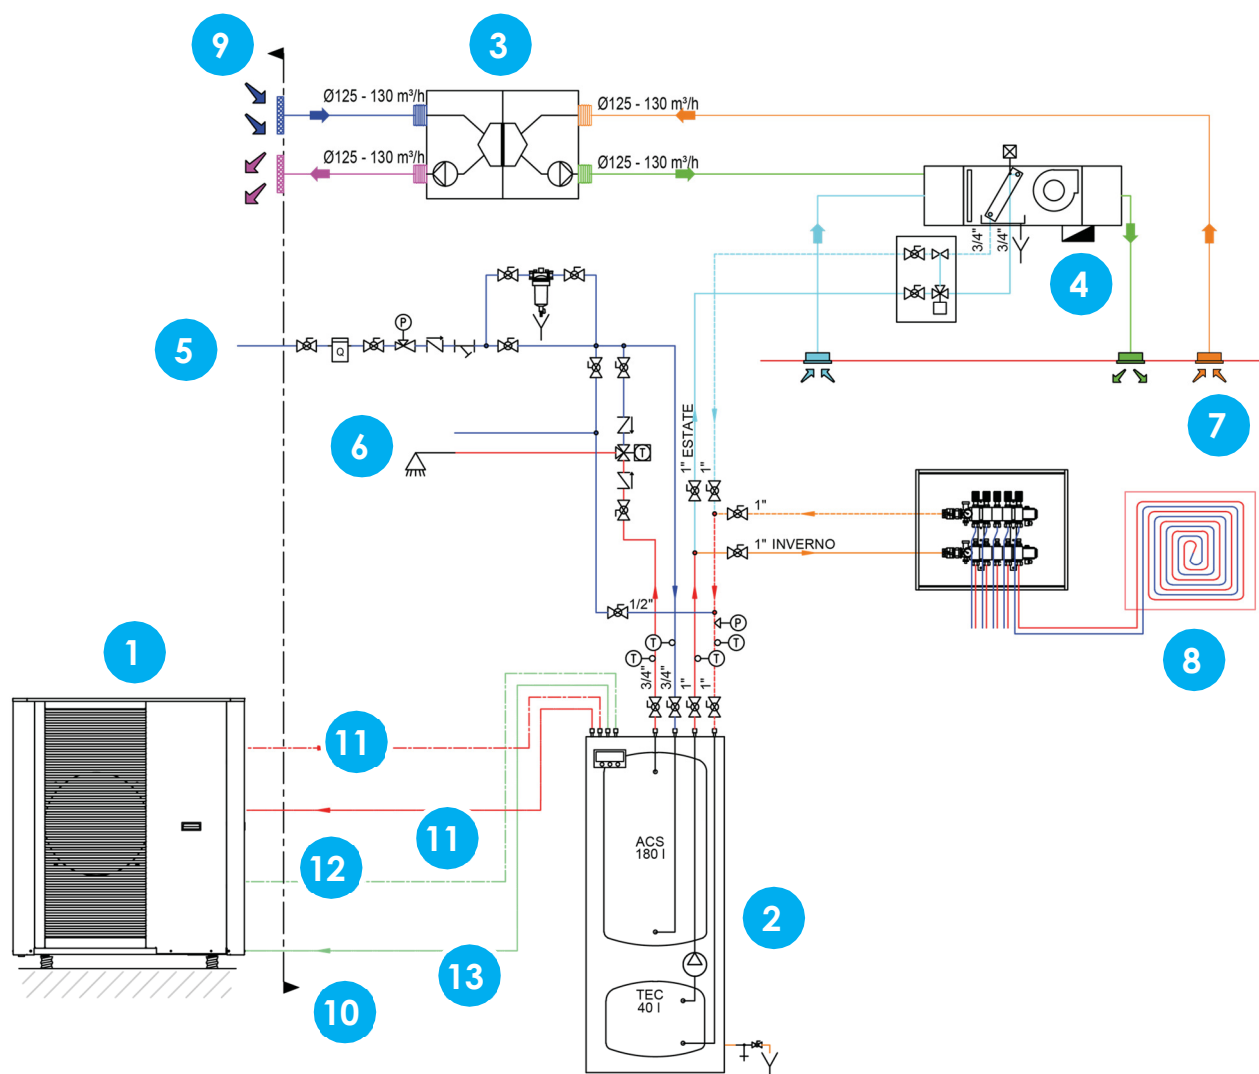 9
3
Ø125 - 130 m³/h
Ø125 - 130 m³/h
Ø125 - 130 m³/h
Ø125 - 130 m³/h
3/4"
3/4"
4
P
5
Q
6
T
7
1" ESTATE
1"
1"
1" INVERNO
1/2"
P
T
T
T
T
3/4"
3/4"
1"
1"
8
1
11
11
12
13
10
ACS
180 l
2
TEC
40 l